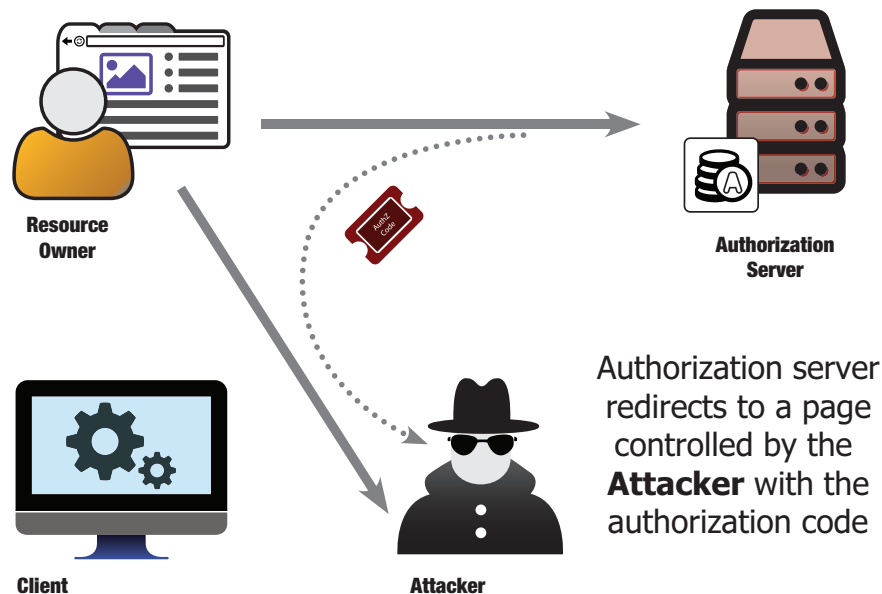 Resource
Owner
AuthZ
Code
A
Authorization
Server
Authorization server
redirects to a page
controlled by the
Attacker with the
authorization code
Client
Attacker